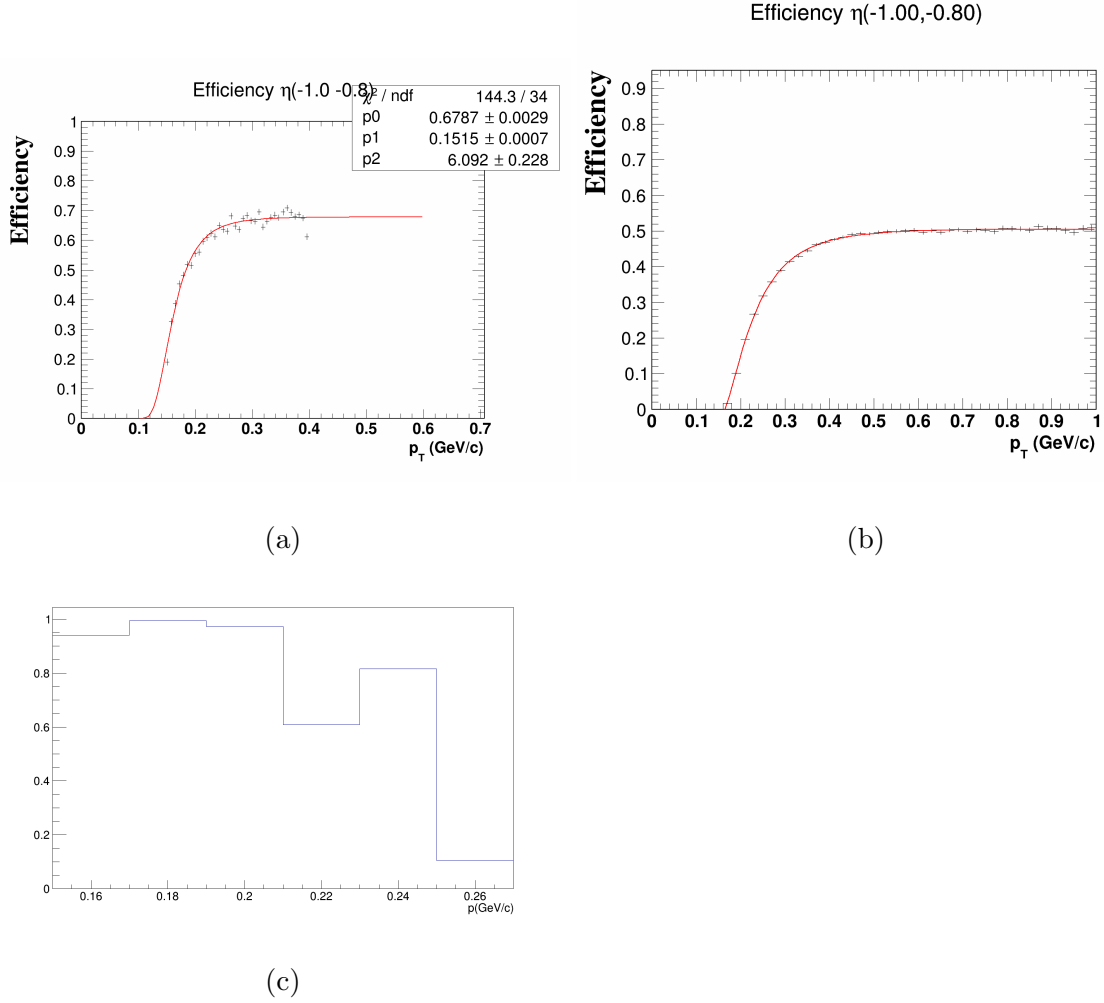 Efficiency η(-1.0 -0.8)
χ² / ndf 144.3 / 34
p0 0.6787 ± 0.0029
p1 0.1515 ± 0.0007
p2 6.092 ± 0.228
Efficiency
1
0.9
0.8
0.7
0.6
0.5
0.4
0.3
0.2
0.1
0
0 0.1 0.2 0.3 0.4 0.5 0.6 0.7
p_T (GeV/c)
(a)
Efficiency η(-1.00,-0.80)
Efficiency
0.9
0.8
0.7
0.6
0.5
0.4
0.3
0.2
0.1
0
0 0.1 0.2 0.3 0.4 0.5 0.6 0.7 0.8 0.9 1
p_T (GeV/c)
(b)
1
0.8
0.6
0.4
0.2
0
0.16 0.18 0.2 0.22 0.24 0.26
p(GeV/c)
(c)